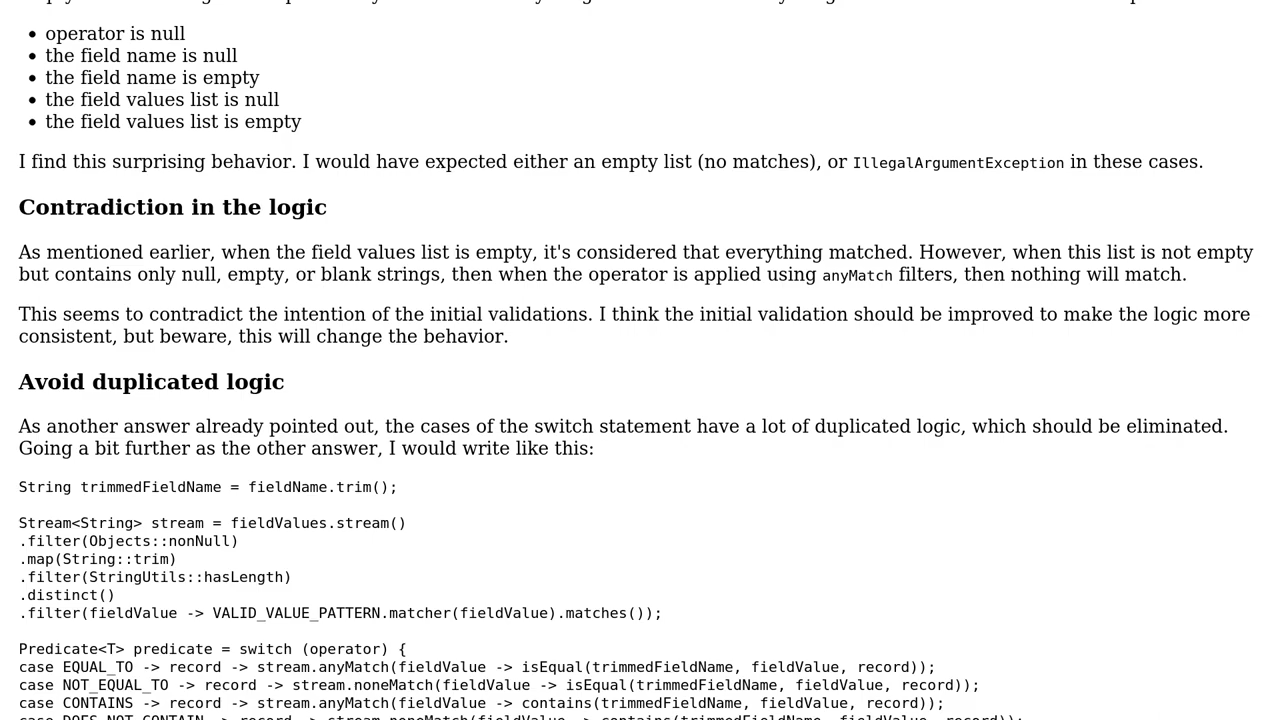 operator is null
the field name is null
the field name is empty
the field values list is null
the field values list is empty
I find this surprising behavior. I would have expected either an empty list (no matches), or IllegalArgumentException in these cases.
Contradiction in the logic
As mentioned earlier, when the field values list is empty, it's considered that everything matched. However, when this list is not empty
but contains only null, empty, or blank strings, then when the operator is applied using anyMatch filters, then nothing will match.
This seems to contradict the intention of the initial validations. I think the initial validation should be improved to make the logic more
consistent, but beware, this will change the behavior.
Avoid duplicated logic
As another answer already pointed out, the cases of the switch statement have a lot of duplicated logic, which should be eliminated.
Going a bit further as the other answer, I would write like this:
String trimmedFieldName = fieldName.trim();
Stream<String> stream = fieldValues.stream()
.filter(Objects::nonNull)
.map(String::trim)
.filter(StringUtils::hasLength)
.distinct()
.filter(fieldValue -> VALID_VALUE_PATTERN.matcher(fieldValue).matches());
Predicate<T> predicate = switch (operator) {
case EQUAL_TO -> record -> stream.anyMatch(fieldValue -> isEqual(trimmedFieldName, fieldValue, record));
case NOT_EQUAL_TO -> record -> stream.noneMatch(fieldValue -> isEqual(trimmedFieldName, fieldValue, record));
case CONTAINS -> record -> stream.anyMatch(fieldValue -> contains(trimmedFieldName, fieldValue, record));
case DOES_NOT_CONTAIN -> record -> stream.noneMatch(fieldValue -> contains(trimmedFieldName, fieldValue, record));